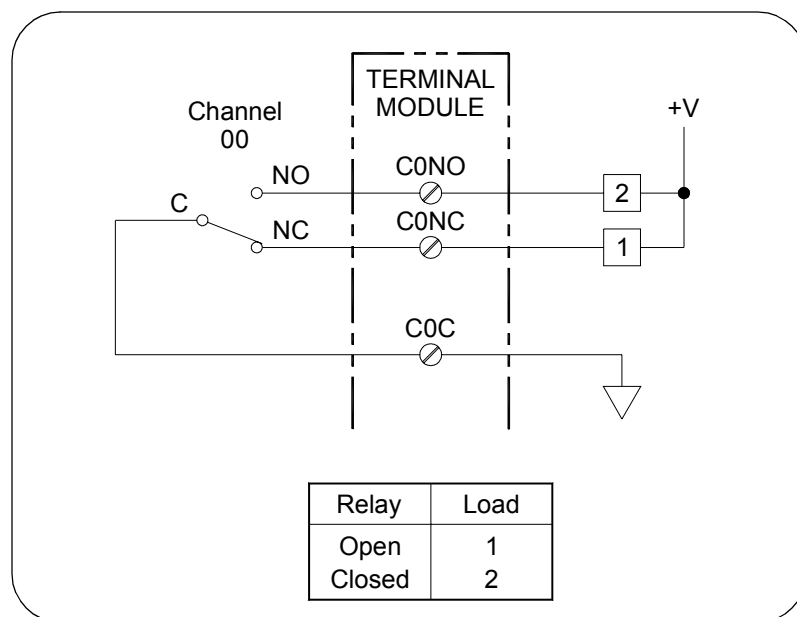 TERMINAL
MODULE
Channel
00
+V
NO
C0NO
2
C
NC
C0NC
1
C0C
Relay Load
Open 1
Closed 2